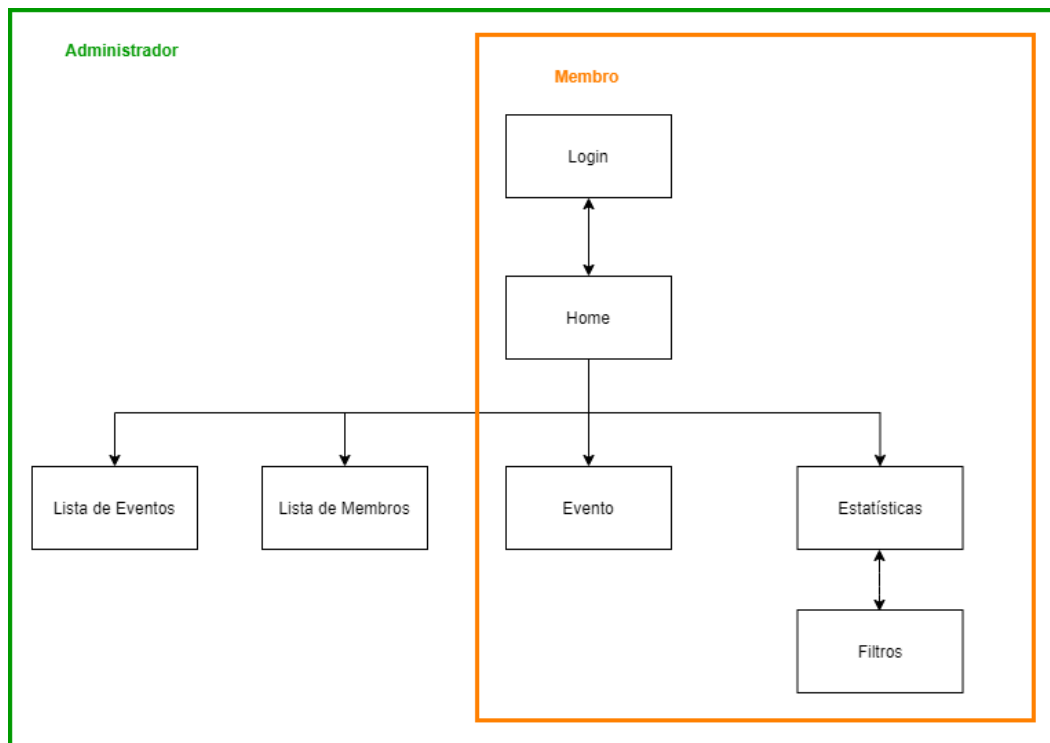 Administrador
Membro
Login
Home
Lista de Eventos
Lista de Membros
Evento
Estatísticas
Filtros